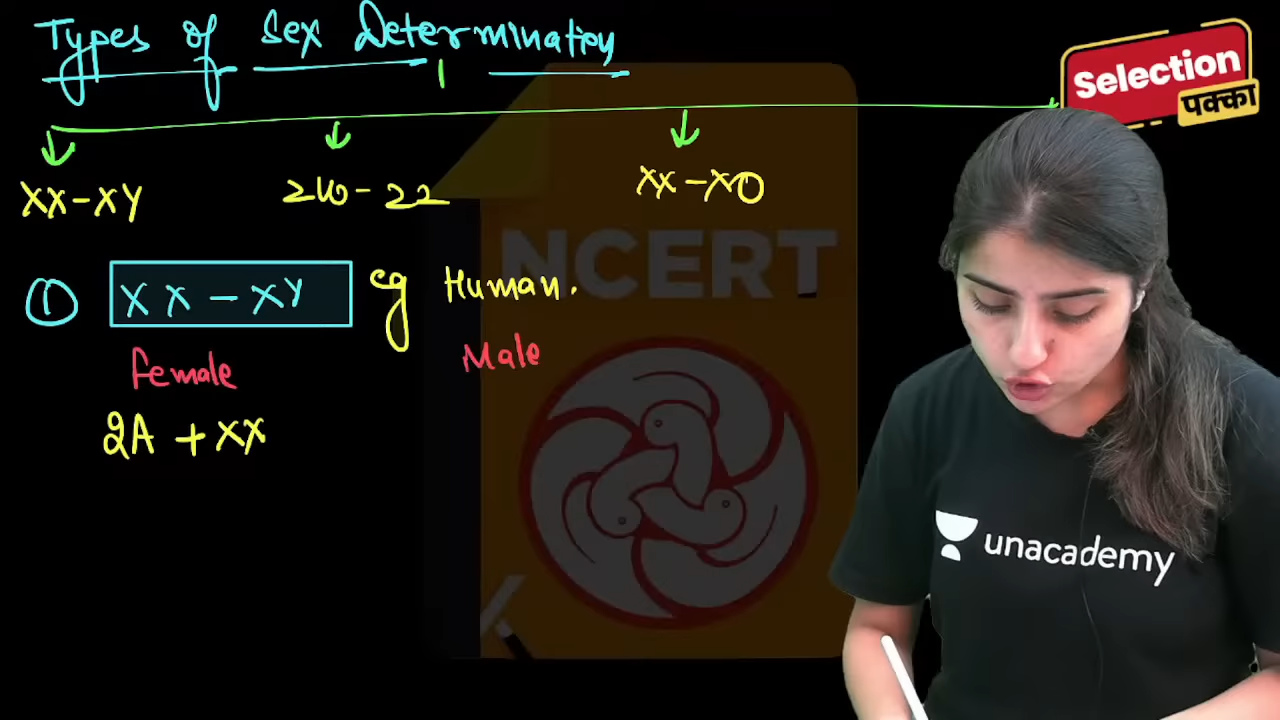 Types of Sex Determination
Selection
पक्का
XX-XY
ZW-ZZ
XX-XO
① XX-XY eg Human.
NCERT
Female
Male
2A + XX
unacademy